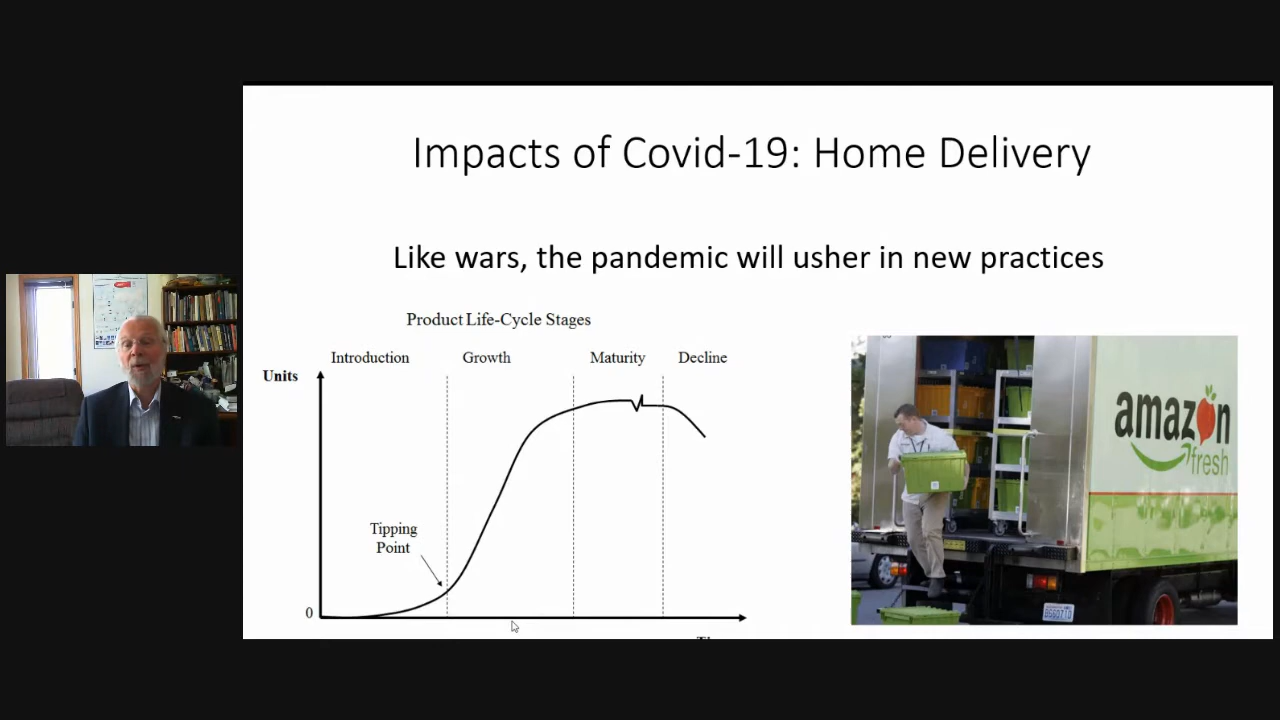 Impacts of Covid-19: Home Delivery
Like wars, the pandemic will usher in new practices
Product Life-Cycle Stages
Introduction Growth Maturity Decline
Units
Tipping
Point
0
amazon
fresh